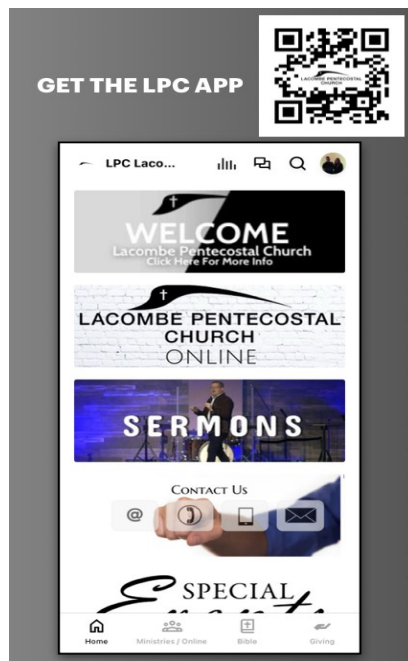 GET THE LPC APP
LACOMBE PENTECOSTAL
CHURCH
LPC Laco...
WELCOME
Lacombe Pentecostal Church
Click Here For More Info
LACOMBE PENTECOSTAL
CHURCH
ONLINE
SERMONS
CONTACT US
@
SPECIAL
Events
Home
Ministries / Online
Bible
Giving